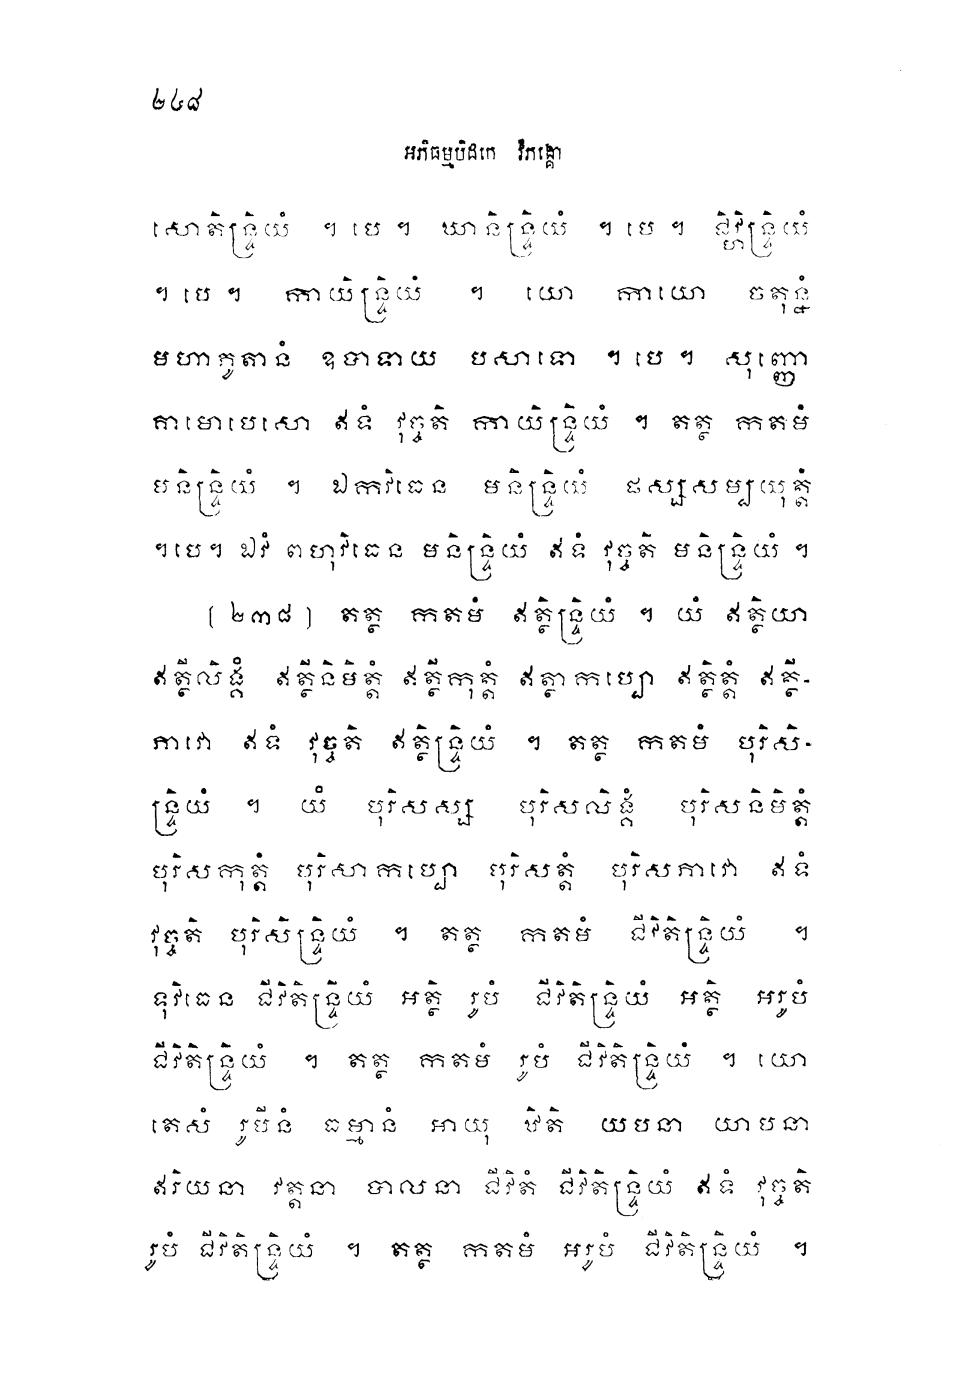 ២៤៨
អភិធម្មបិដកេ វិភង្គោ
សោតិន្ទ្រិយំ ។ បេ ។ ឃានិន្ទ្រិយំ ។ បេ ។ ជិវ្ហិន្ទ្រិយំ
។ បេ ។ កាយិន្ទ្រិយំ ។ យោ កាយោ ចតុន្នំ
មហាភូតានំ ឧបាទាយ បសាទោ ។ បេ ។ សុញ្ញោ
គាមោបេសោ ឥទំ វុច្ចតិ កាយិន្ទ្រិយំ ។ តត្ថ កតមំ
មនិន្ទ្រិយំ ។ ឯកវិធេន មនិន្ទ្រិយំ ផស្សសម្បយុត្តំ
។បេ។ ឯវំ ពហុវិធេន មនិន្ទ្រិយំ ឥទំ វុច្ចតិ មនិន្ទ្រិយំ ។
[២៣៨] តត្ថ កតមំ ឥត្ថិន្ទ្រិយំ ។ យំ ឥត្ថិយា
ឥត្ថីលិង្គំ ឥត្ថីនិមិត្តំ ឥត្ថីកុត្តំ ឥត្ថាកប្បោ ឥត្ថិត្តំ ឥត្ថី-
ភាវោ ឥទំ វុច្ចតិ ឥត្ថិន្ទ្រិយំ ។ តត្ថ កតមំ បុរិសិ-
ន្ទ្រិយំ ។ យំ បុរិសស្ស បុរិសលិង្គំ បុរិសនិមិត្តំ
បុរិសកុត្តំ បុរិសាកប្បោ បុរិសត្តំ បុរិសភាវោ ឥទំ
វុច្ចតិ បុរិសិន្ទ្រិយំ ។ តត្ថ កតមំ ជីវិតិន្ទ្រិយំ ។
ទុវិធេន ជីវិតិន្ទ្រិយំ អត្ថិ រូបំ ជីវិតិន្ទ្រិយំ អត្ថិ អរូបំ
ជីវិតិន្ទ្រិយំ ។ តត្ថ កតមំ រូបំ ជីវិតិន្ទ្រិយំ ។ យោ
តេសំ រូបីនំ ធម្មានំ អាយុ ឋិតិ យបនា យាបនា
ឥរិយនា វត្តនា បាលនា ជីវិតំ ជីវិតិន្ទ្រិយំ ឥទំ វុច្ចតិ
រូបំ ជីវិតិន្ទ្រិយំ ។ តត្ថ កតមំ អរូបំ ជីវិតិន្ទ្រិយំ ។